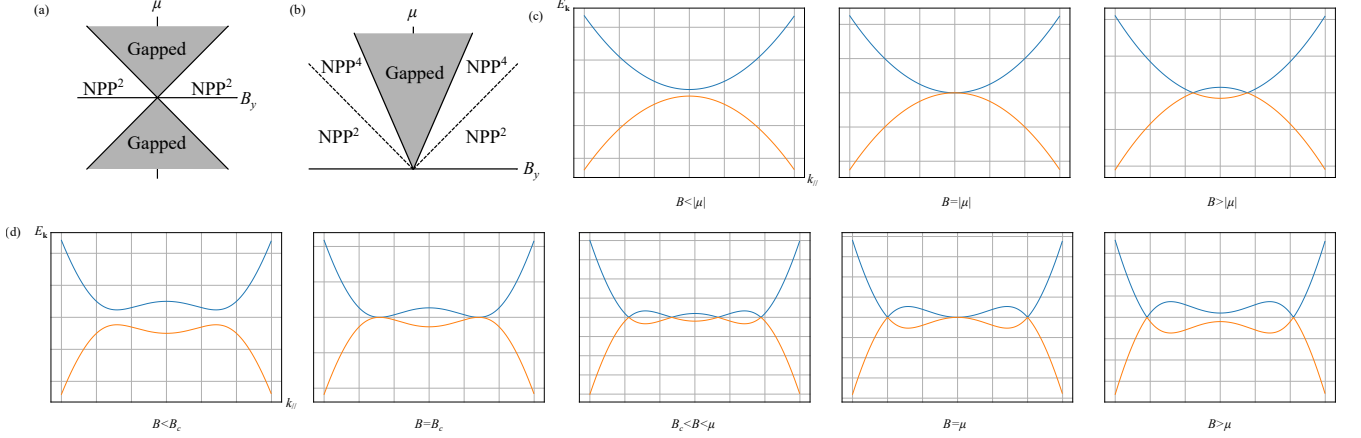 (a)
μ
Gapped
NPP²
NPP²
B_y
Gapped
(b)
μ
NPP⁴
NPP⁴
Gapped
NPP²
NPP²
B_y
(c)
E_k
k_//
B<|μ|
B=|μ|
B>|μ|
(d)
E_k
k_//
B<B_c
B=B_c
B_c<B<μ
B=μ
B>μ